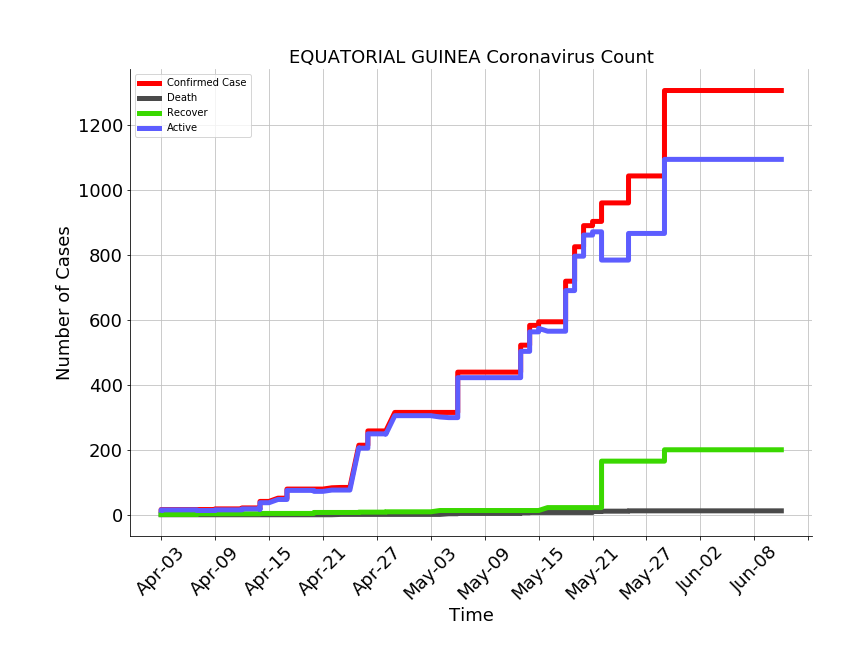 EQUATORIAL GUINEA Coronavirus Count
Confirmed Case
Death
Recover
Active
1200
1000
800
600
400
200
0
Number of Cases
Apr-03
Apr-09
Apr-15
Apr-21
Apr-27
May-03
May-09
May-15
May-21
May-27
Jun-02
Jun-08
Time